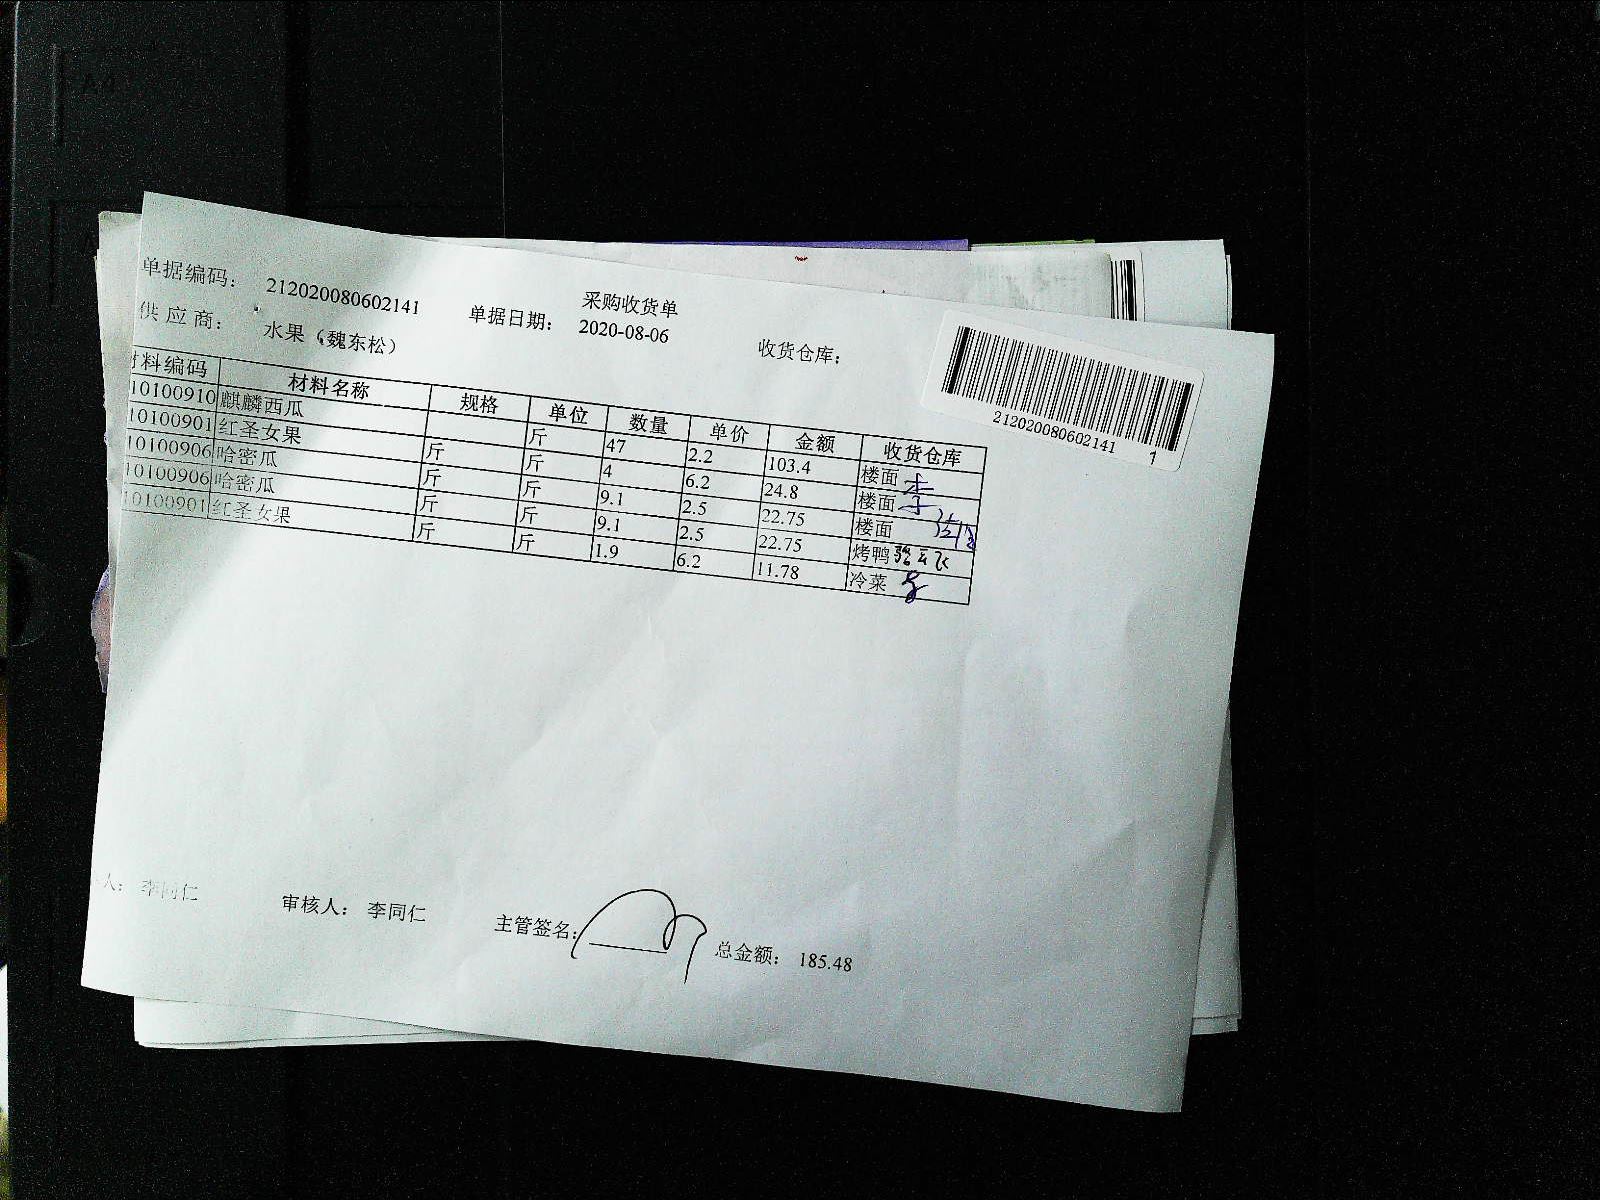 采购收货单
单据编码： 212020080602141 单据日期： 2020-08-06 收货仓库：
供应商： 水果（魏东松）
212020080602141 1
材料编码 材料名称 规格 单位 数量 单价 金额 收货仓库
10100910 麒麟西瓜 斤 47 2.2 103.4 楼面
10100901 红圣女果 斤 斤 4 6.2 24.8 楼面
10100906 哈密瓜 斤 斤 9.1 2.5 22.75 楼面
10100906 哈密瓜 斤 斤 9.1 2.5 22.75 烤鸭
10100901 红圣女果 斤 斤 1.9 6.2 11.78 冷菜
人： 李同仁 审核人： 李同仁 主管签名： 总金额： 185.48